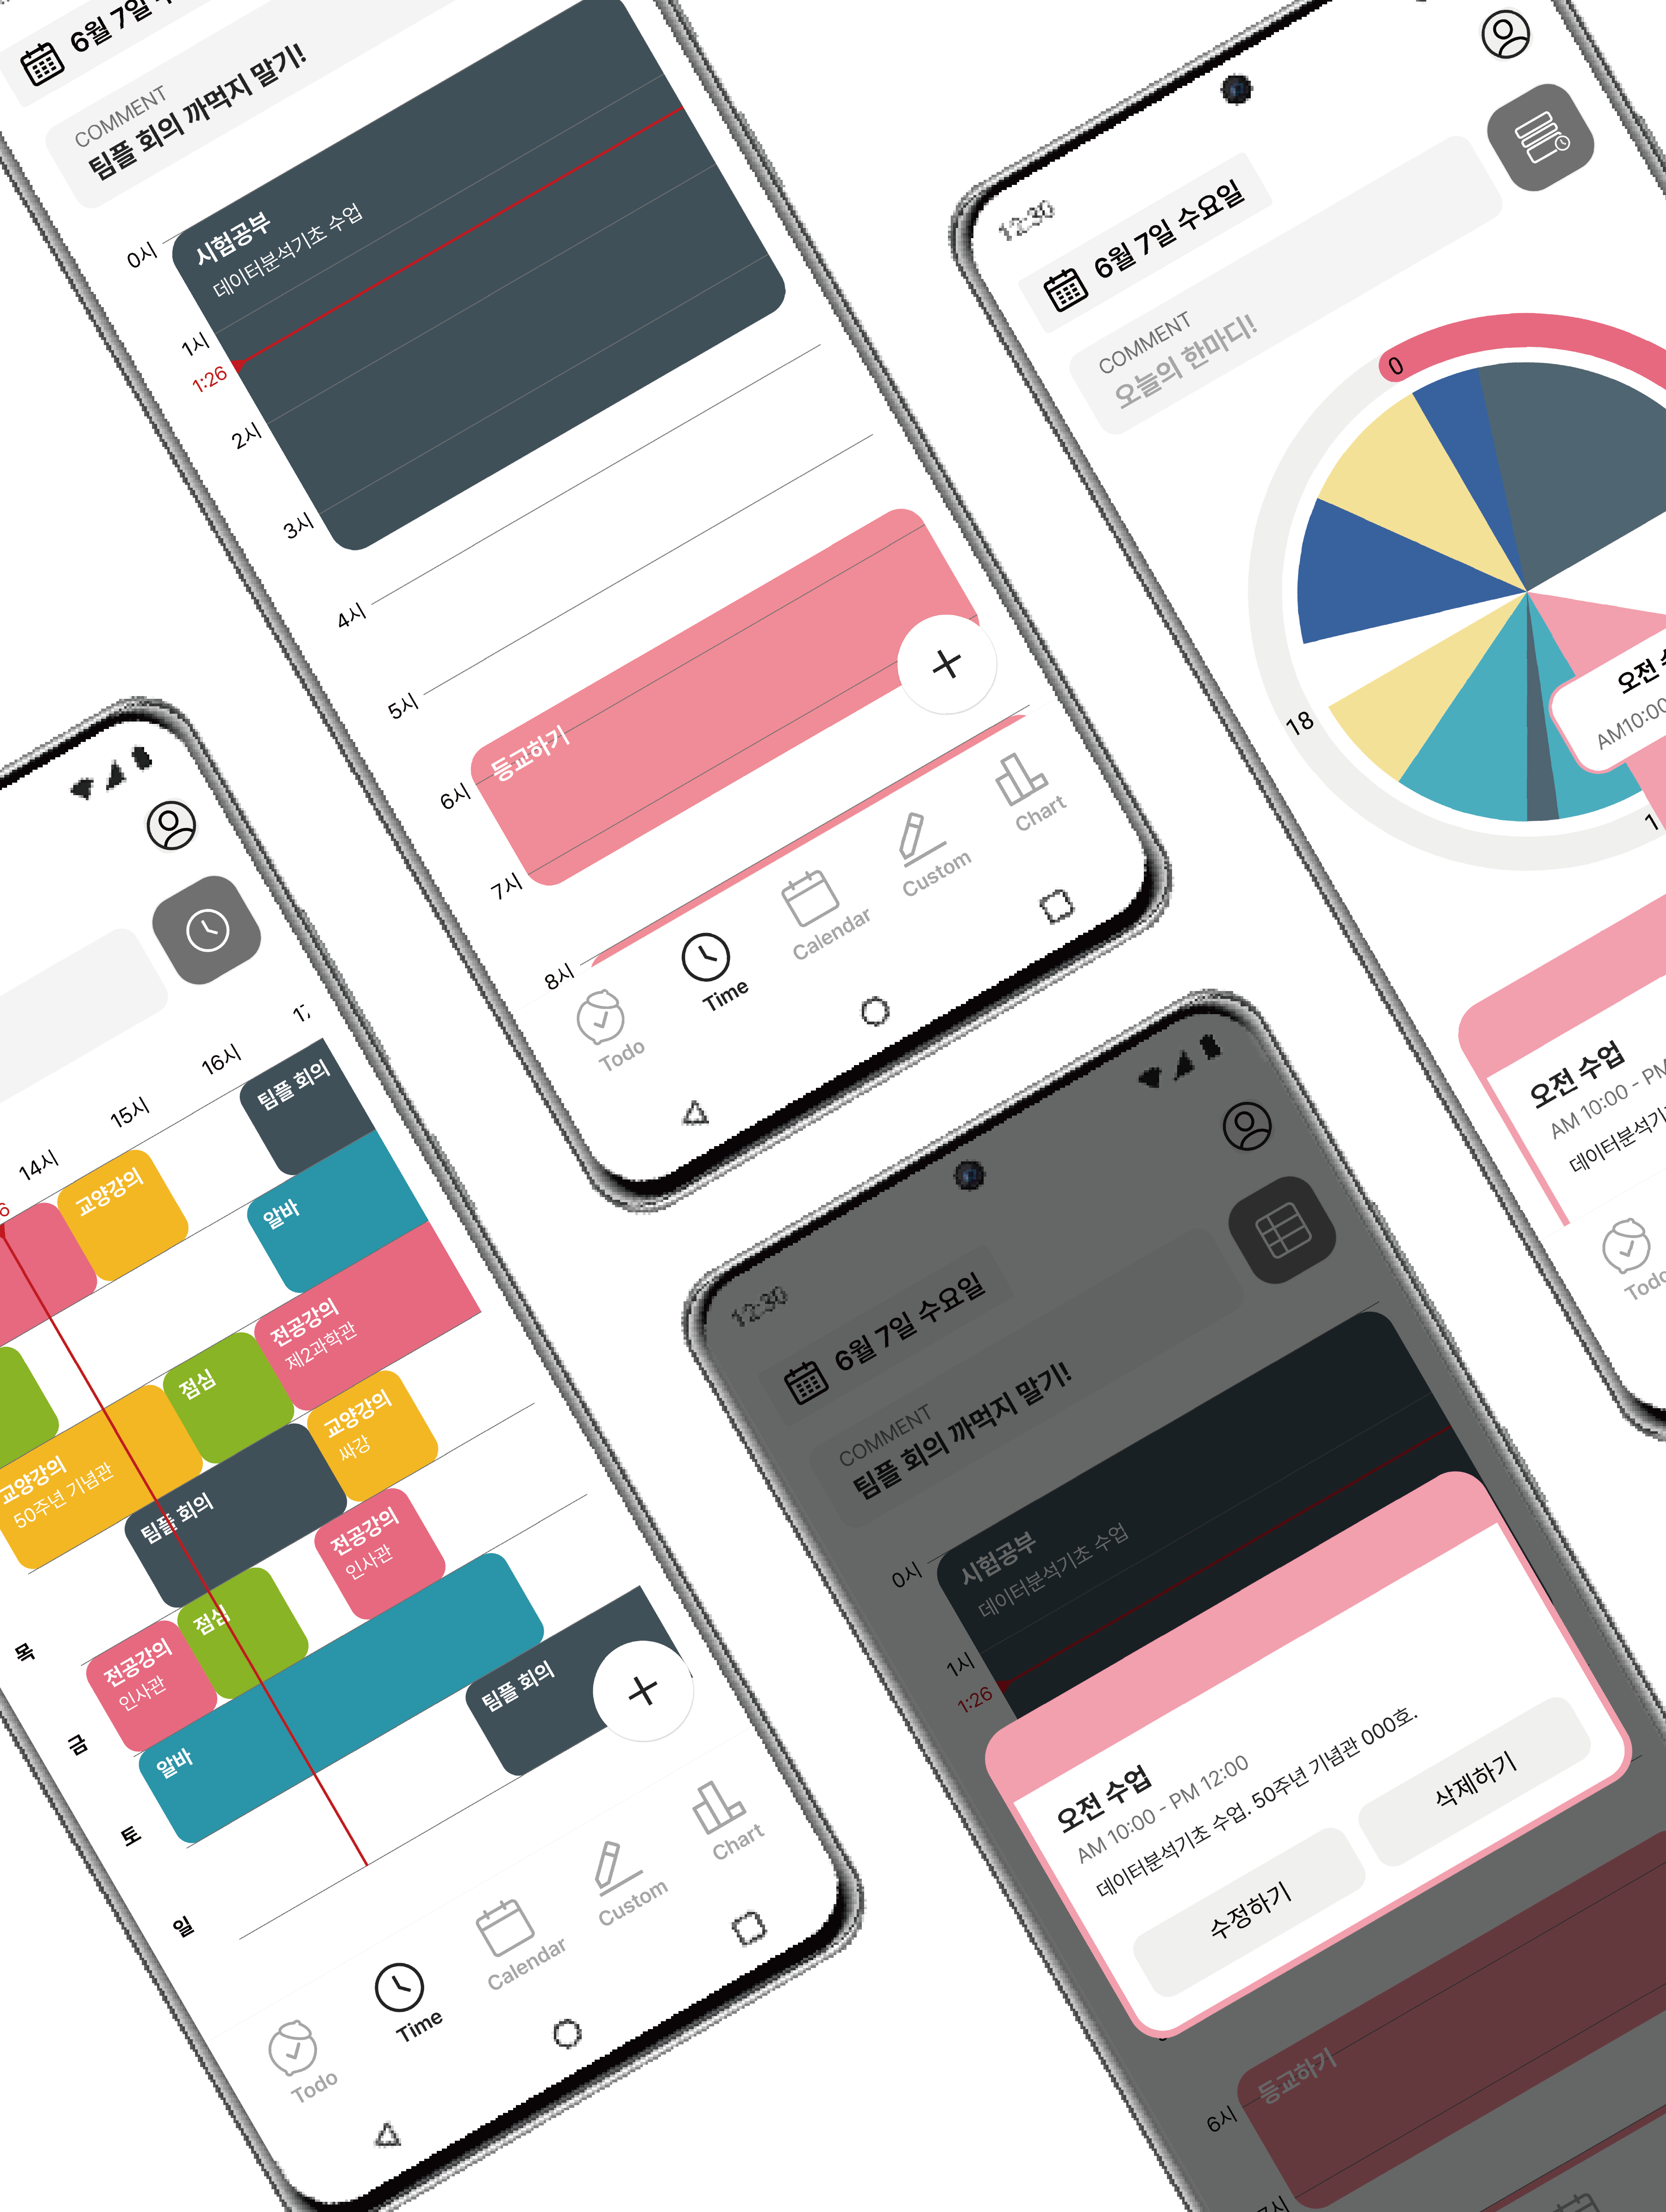 6월 7일
COMMENT
팀플 회의 까먹지 말기!
0시
시험공부
데이터분석기초 수업
1시
1:26
2시
3시
4시
5시
6시
등교하기
7시
8시
Todo
Time
Calendar
Custom
Chart
12:30
6월 7일 수요일
COMMENT
오늘의 한마디!
0
18
1
오전
AM10:00
오전 수업
AM 10:00 - PM
데이터분석기
Todo
14시
15시
16시
6
교양강의
팀플 회의
알바
전공강의
제2과학관
점심
교양강의
50주년 기념관
팀플 회의
교양강의
싸강
전공강의
인사관
목
점심
전공강의
인사관
금
알바
팀플 회의
토
일
Todo
Time
Calendar
Custom
Chart
12:30
6월 7일 수요일
COMMENT
팀플 회의 까먹지 말기!
0시
시험공부
데이터분석기초 수업
1시
1:26
오전 수업
AM 10:00 - PM 12:00
데이터분석기초 수업. 50주년 기념관 000호.
수정하기
삭제하기
등교하기
6시
7시